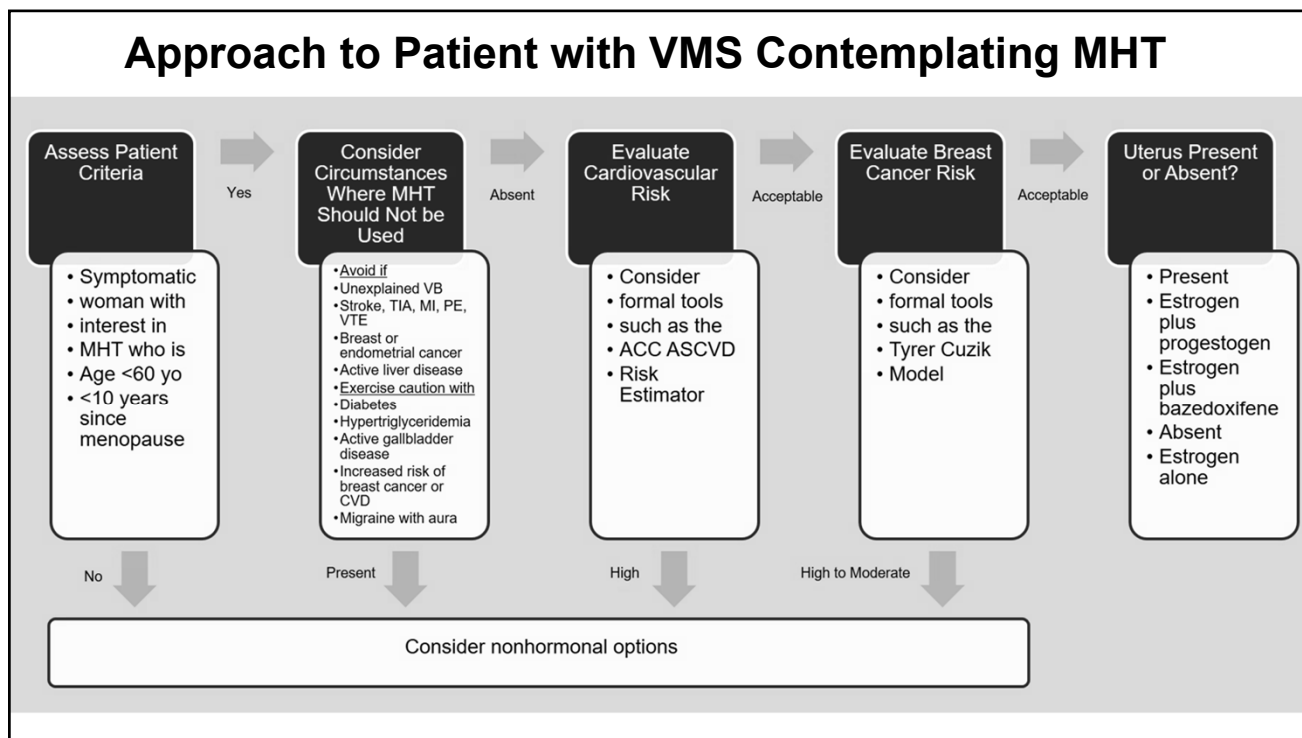 Approach to Patient with VMS Contemplating MHT
Assess Patient
Criteria
Yes
Consider
Circumstances
Where MHT
Should Not be
Used
Absent
Evaluate
Cardiovascular
Risk
Acceptable
Evaluate Breast
Cancer Risk
Acceptable
Uterus Present
or Absent?
• Symptomatic
• woman with
• interest in
• MHT who is
• Age <60 yo
• <10 years
since
menopause
•Avoid if
•Unexplained VB
•Stroke, TIA, MI, PE,
VTE
•Breast or
endometrial cancer
•Active liver disease
•Exercise caution with
•Diabetes
•Hypertriglyceridemia
•Active gallbladder
disease
•Increased risk of
breast cancer or
CVD
•Migraine with aura
• Consider
• formal tools
• such as the
• ACC ASCVD
• Risk
Estimator
• Consider
• formal tools
• such as the
• Tyrer Cuzik
• Model
• Present
• Estrogen
plus
progestogen
• Estrogen
plus
bazedoxifene
• Absent
• Estrogen
alone
No
Present
High
High to Moderate
Consider nonhormonal options